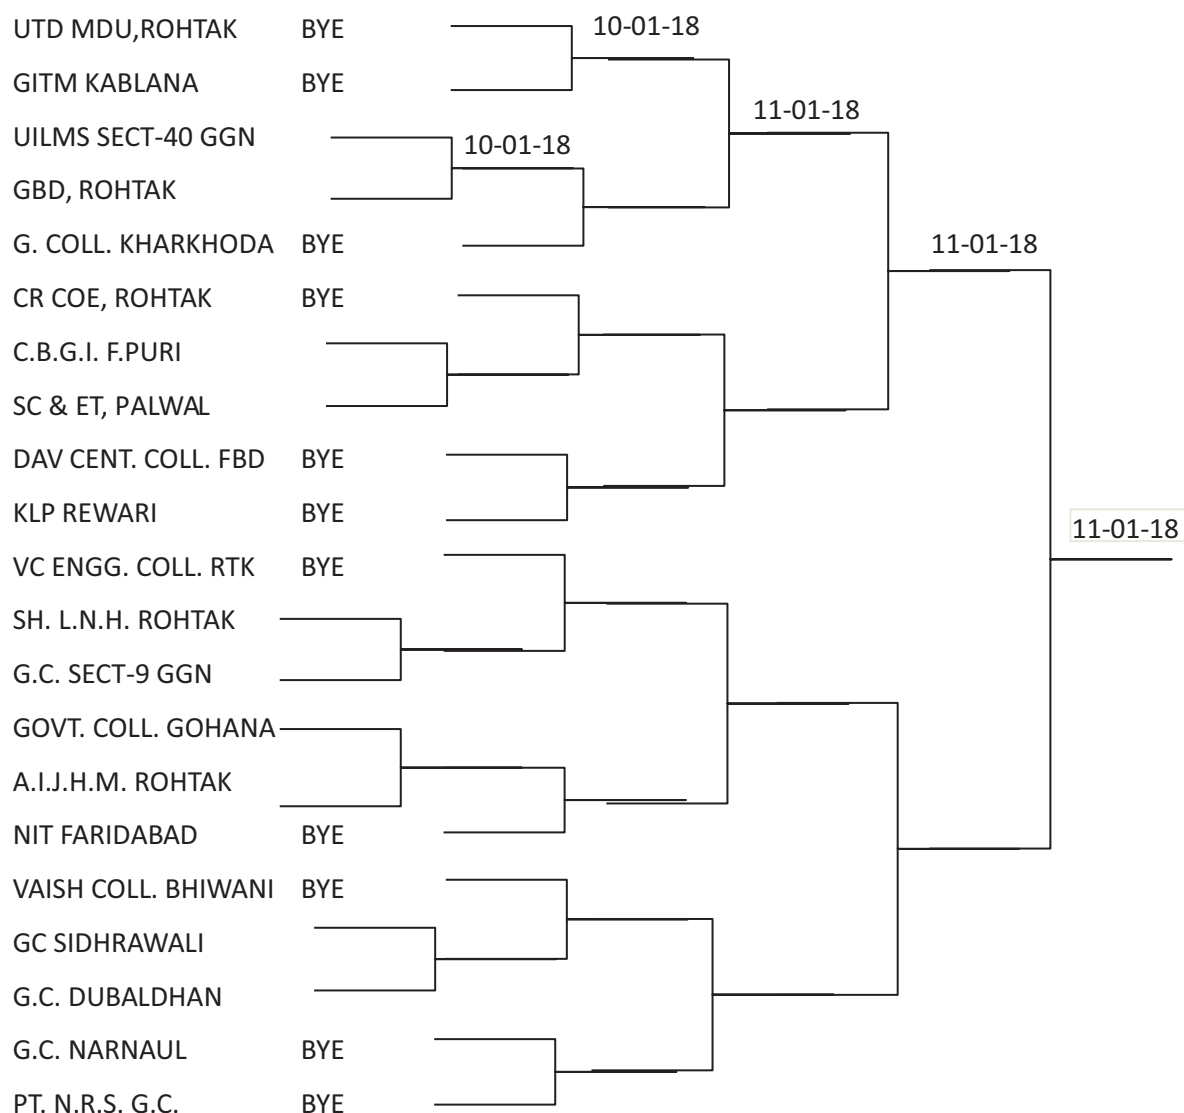 UTD MDU,ROHTAK BYE 10-01-18
GITM KABLANA BYE
11-01-18
UILMS SECT-40 GGN
10-01-18
GBD, ROHTAK
G. COLL. KHARKHODA BYE 11-01-18
CR COE, ROHTAK BYE
C.B.G.I. F.PURI
SC & ET, PALWAL
DAV CENT. COLL. FBD BYE
KLP REWARI BYE
11-01-18
VC ENGG. COLL. RTK BYE
SH. L.N.H. ROHTAK
G.C. SECT-9 GGN
GOVT. COLL. GOHANA
A.I.J.H.M. ROHTAK
NIT FARIDABAD BYE
VAISH COLL. BHIWANI BYE
GC SIDHRAWALI
G.C. DUBALDHAN
G.C. NARNAUL BYE
PT. N.R.S. G.C. BYE